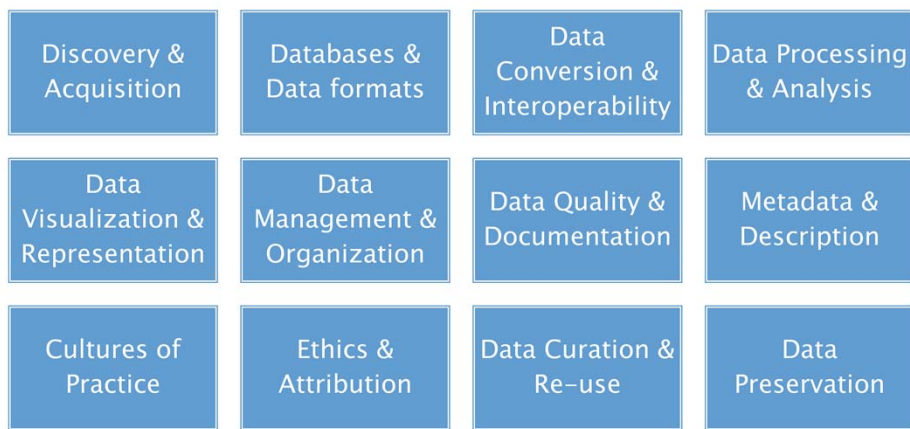 Discovery &
Acquisition
Databases &
Data formats
Data
Conversion &
Interoperability
Data Processing
& Analysis
Data
Visualization &
Representation
Data
Management &
Organization
Data Quality &
Documentation
Metadata &
Description
Cultures of
Practice
Ethics &
Attribution
Data Curation &
Re-use
Data
Preservation